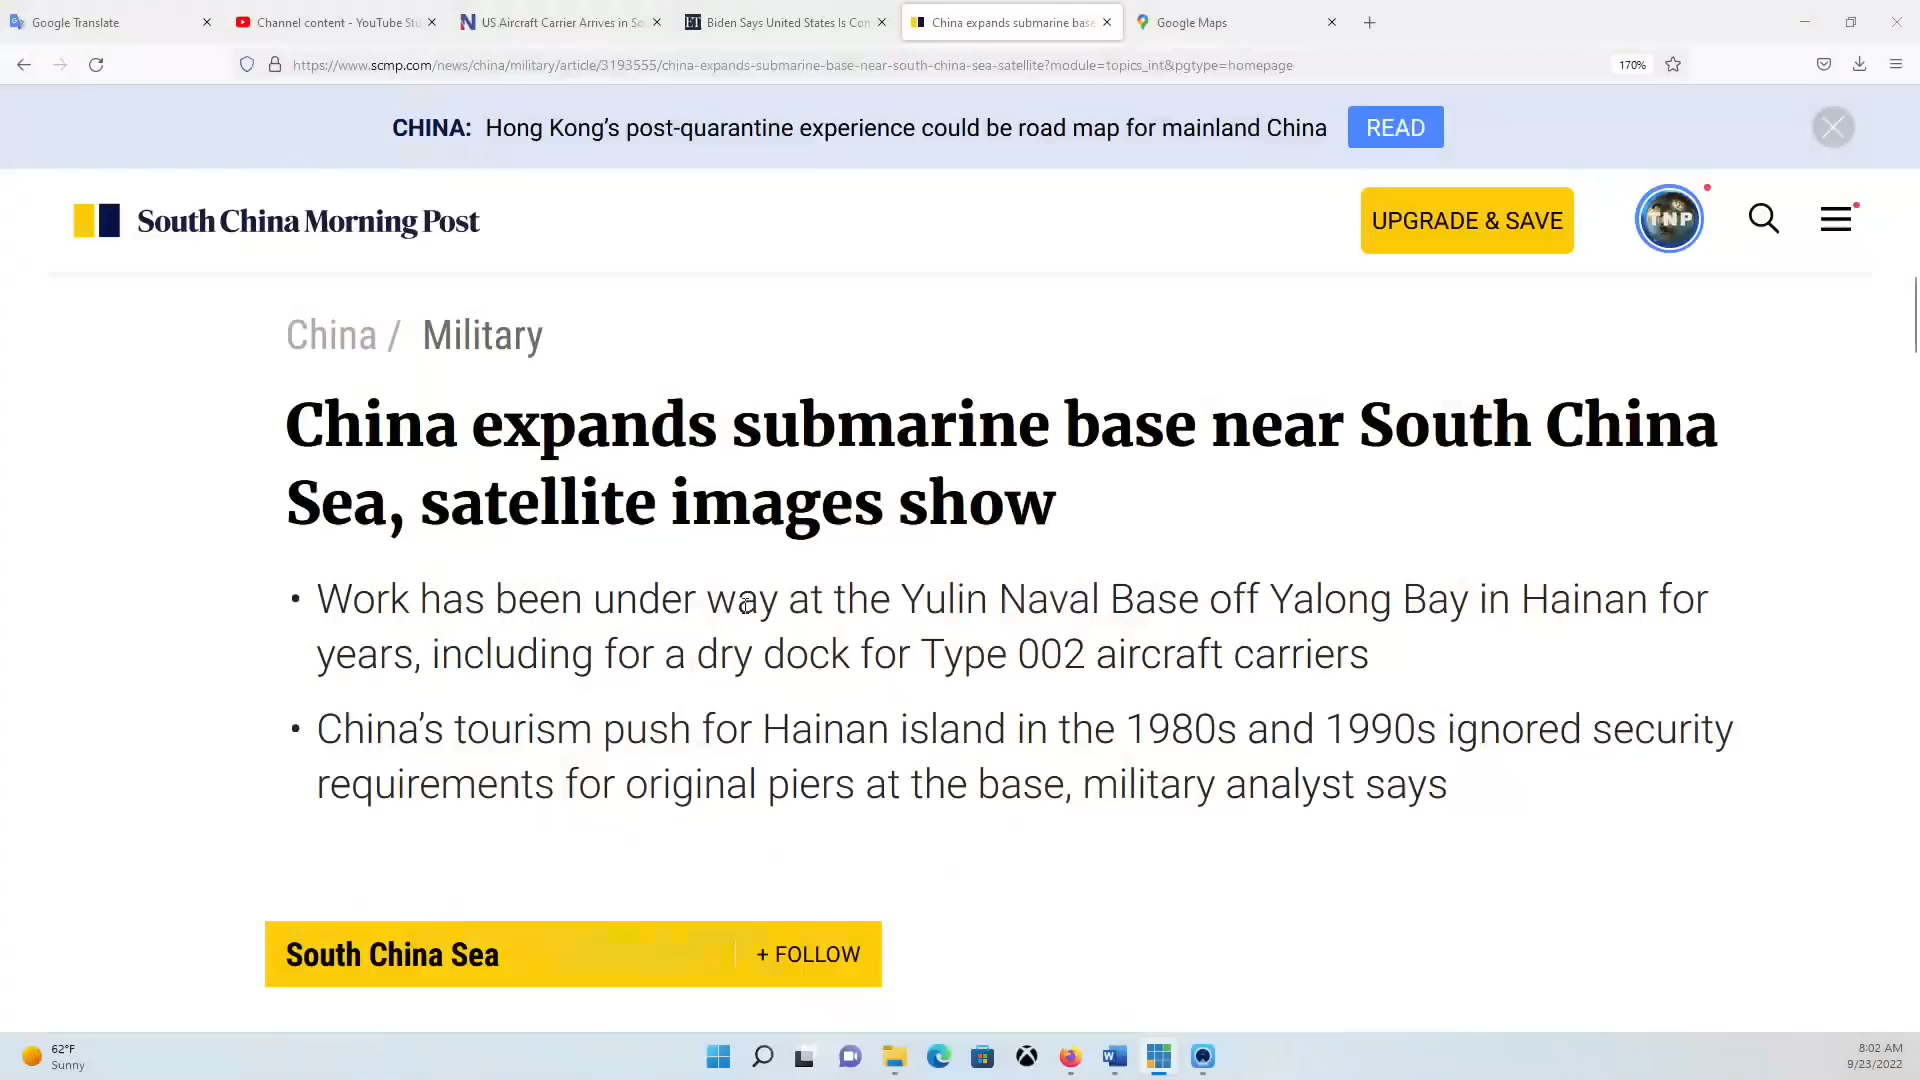 Google Translate
Channel content - YouTube Stu
US Aircraft Carrier Arrives in So
Biden Says United States Is Con
China expands submarine base
Google Maps
https://www.scmp.com/news/china/military/article/3193555/china-expands-submarine-base-near-south-china-sea-satellite?module=topics_int&pgtype=homepage
170%
CHINA: Hong Kong’s post-quarantine experience could be road map for mainland China
READ
South China Morning Post
UPGRADE & SAVE
TNP
China / Military
China expands submarine base near South China
Sea, satellite images show
• Work has been under way at the Yulin Naval Base off Yalong Bay in Hainan for
years, including for a dry dock for Type 002 aircraft carriers
• China’s tourism push for Hainan island in the 1980s and 1990s ignored security
requirements for original piers at the base, military analyst says
South China Sea
+ FOLLOW
62°F
Sunny
8:02 AM
9/23/2022